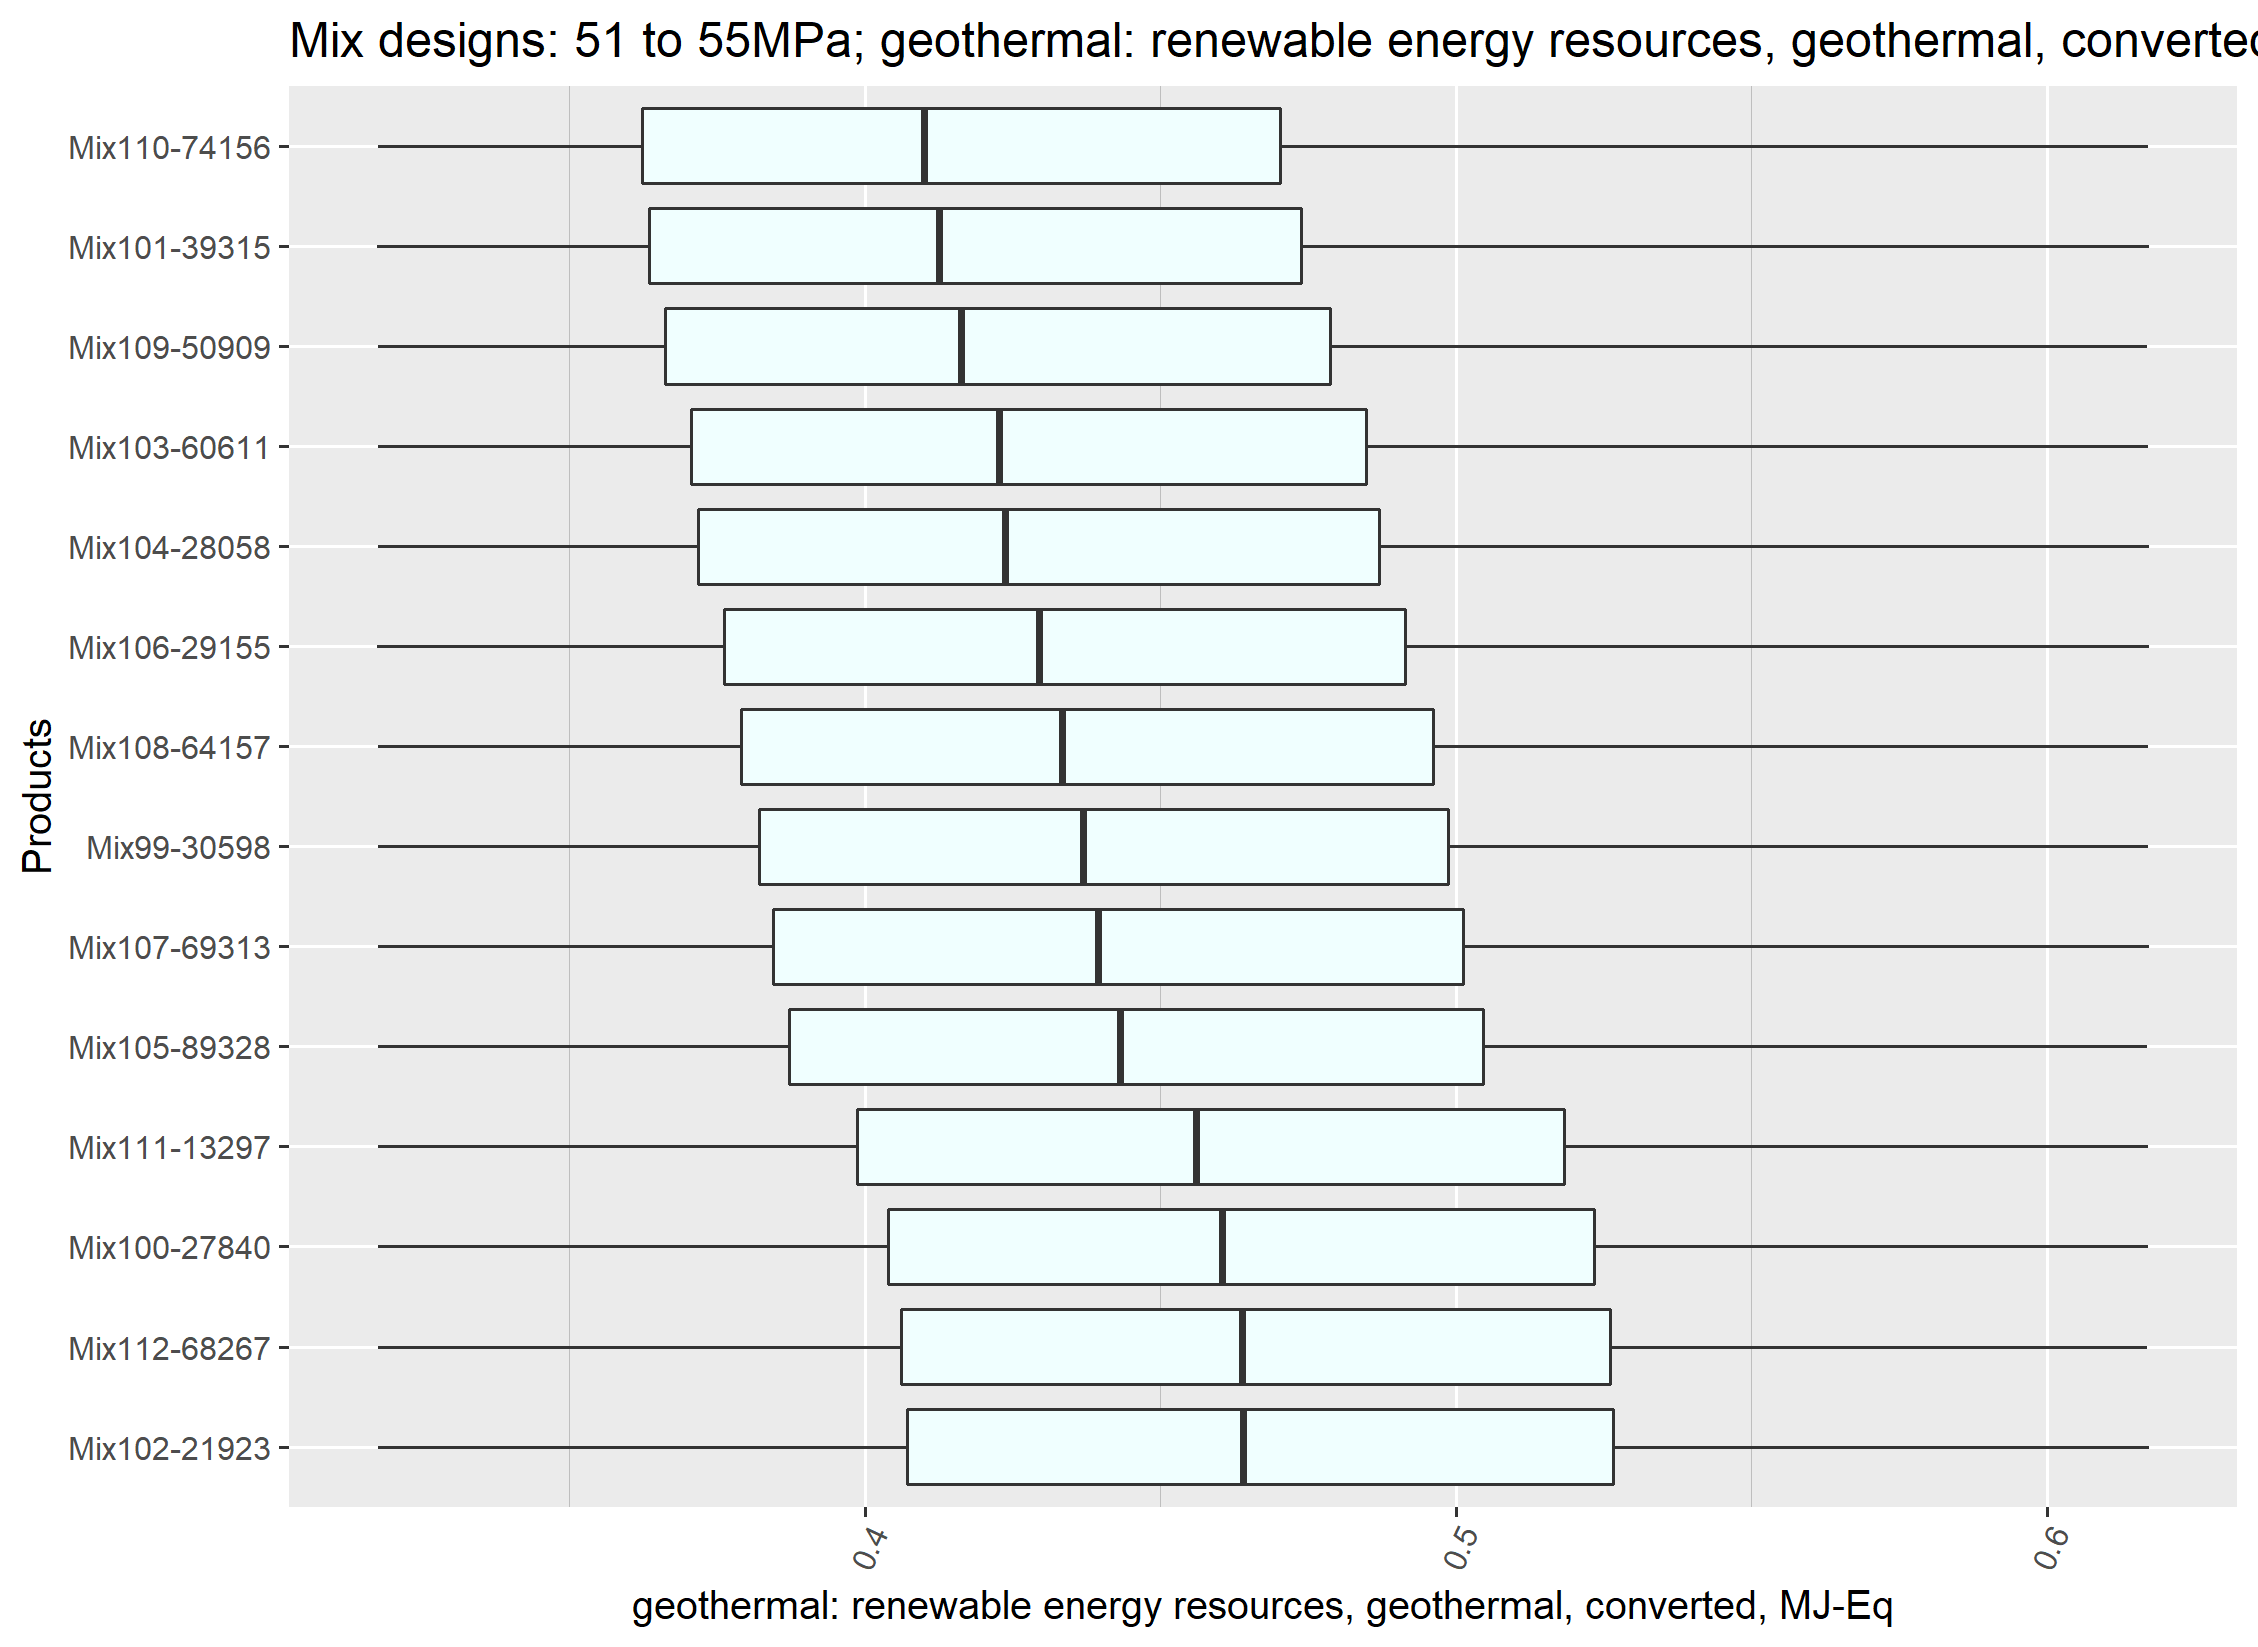 Mix designs: 51 to 55MPa; geothermal: renewable energy resources, geothermal, converted
Mix110-74156
Mix101-39315
Mix109-50909
Mix103-60611
Mix104-28058
Mix106-29155
Mix108-64157
Mix99-30598
Mix107-69313
Mix105-89328
Mix111-13297
Mix100-27840
Mix112-68267
Mix102-21923
Products
0.4 0.5 0.6
geothermal: renewable energy resources, geothermal, converted, MJ-Eq